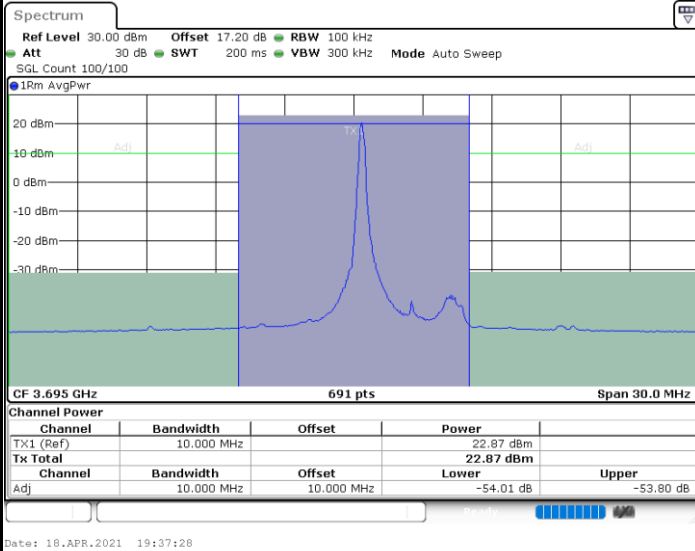 Spectrum
Ref Level 30.00 dBm Offset 17.20 dB RBW 100 kHz
Att 30 dB SWT 200 ms VBW 300 kHz Mode Auto Sweep
SGL Count 100/100
1Rm AvgPwr
20 dBm
TX
Adj Adj
10 dBm
0 dBm
-10 dBm
-20 dBm
-30 dBm
CF 3.695 GHz 691 pts Span 30.0 MHz
Channel Power
Channel Bandwidth Offset Power
TX1 (Ref) 10.000 MHz 22.87 dBm
Tx Total 22.87 dBm
Channel Bandwidth Offset Lower Upper
Adj 10.000 MHz 10.000 MHz -54.01 dB -53.80 dB
Ready
Date: 18.APR.2021 19:37:28